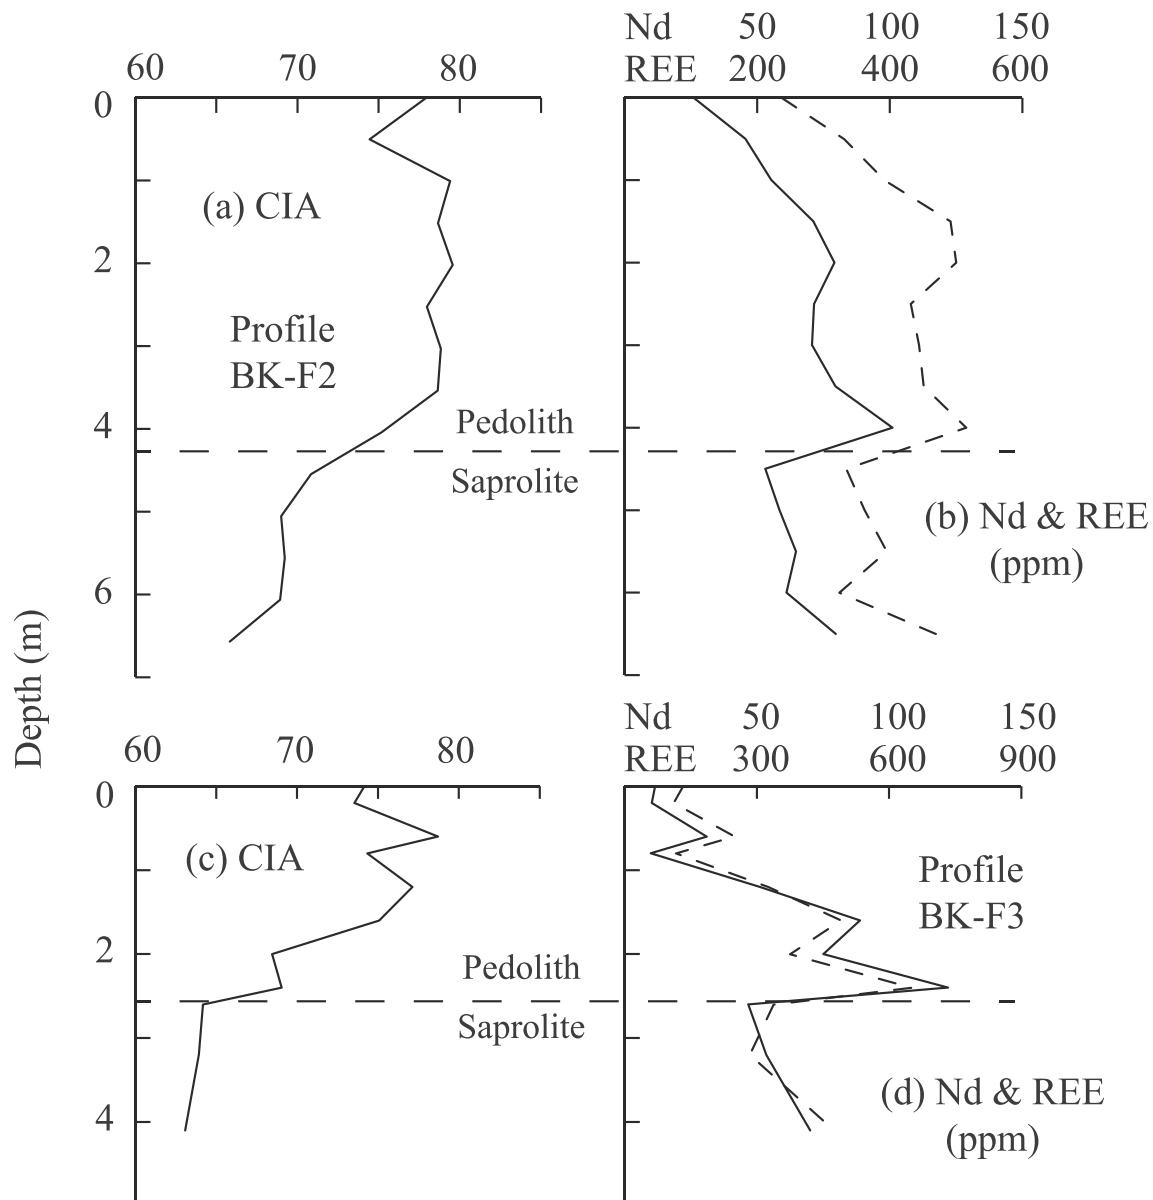 Nd 50 100 150
60 70 80 REE 200 400 600
0
(a) CIA
2
Profile
BK-F2
4
Pedolith
Saprolite
(b) Nd & REE
(ppm)
6
Depth (m)
Nd 50 100 150
60 70 80 REE 300 600 900
0
(c) CIA
Profile
BK-F3
2
Pedolith
Saprolite
(d) Nd & REE
(ppm)
4